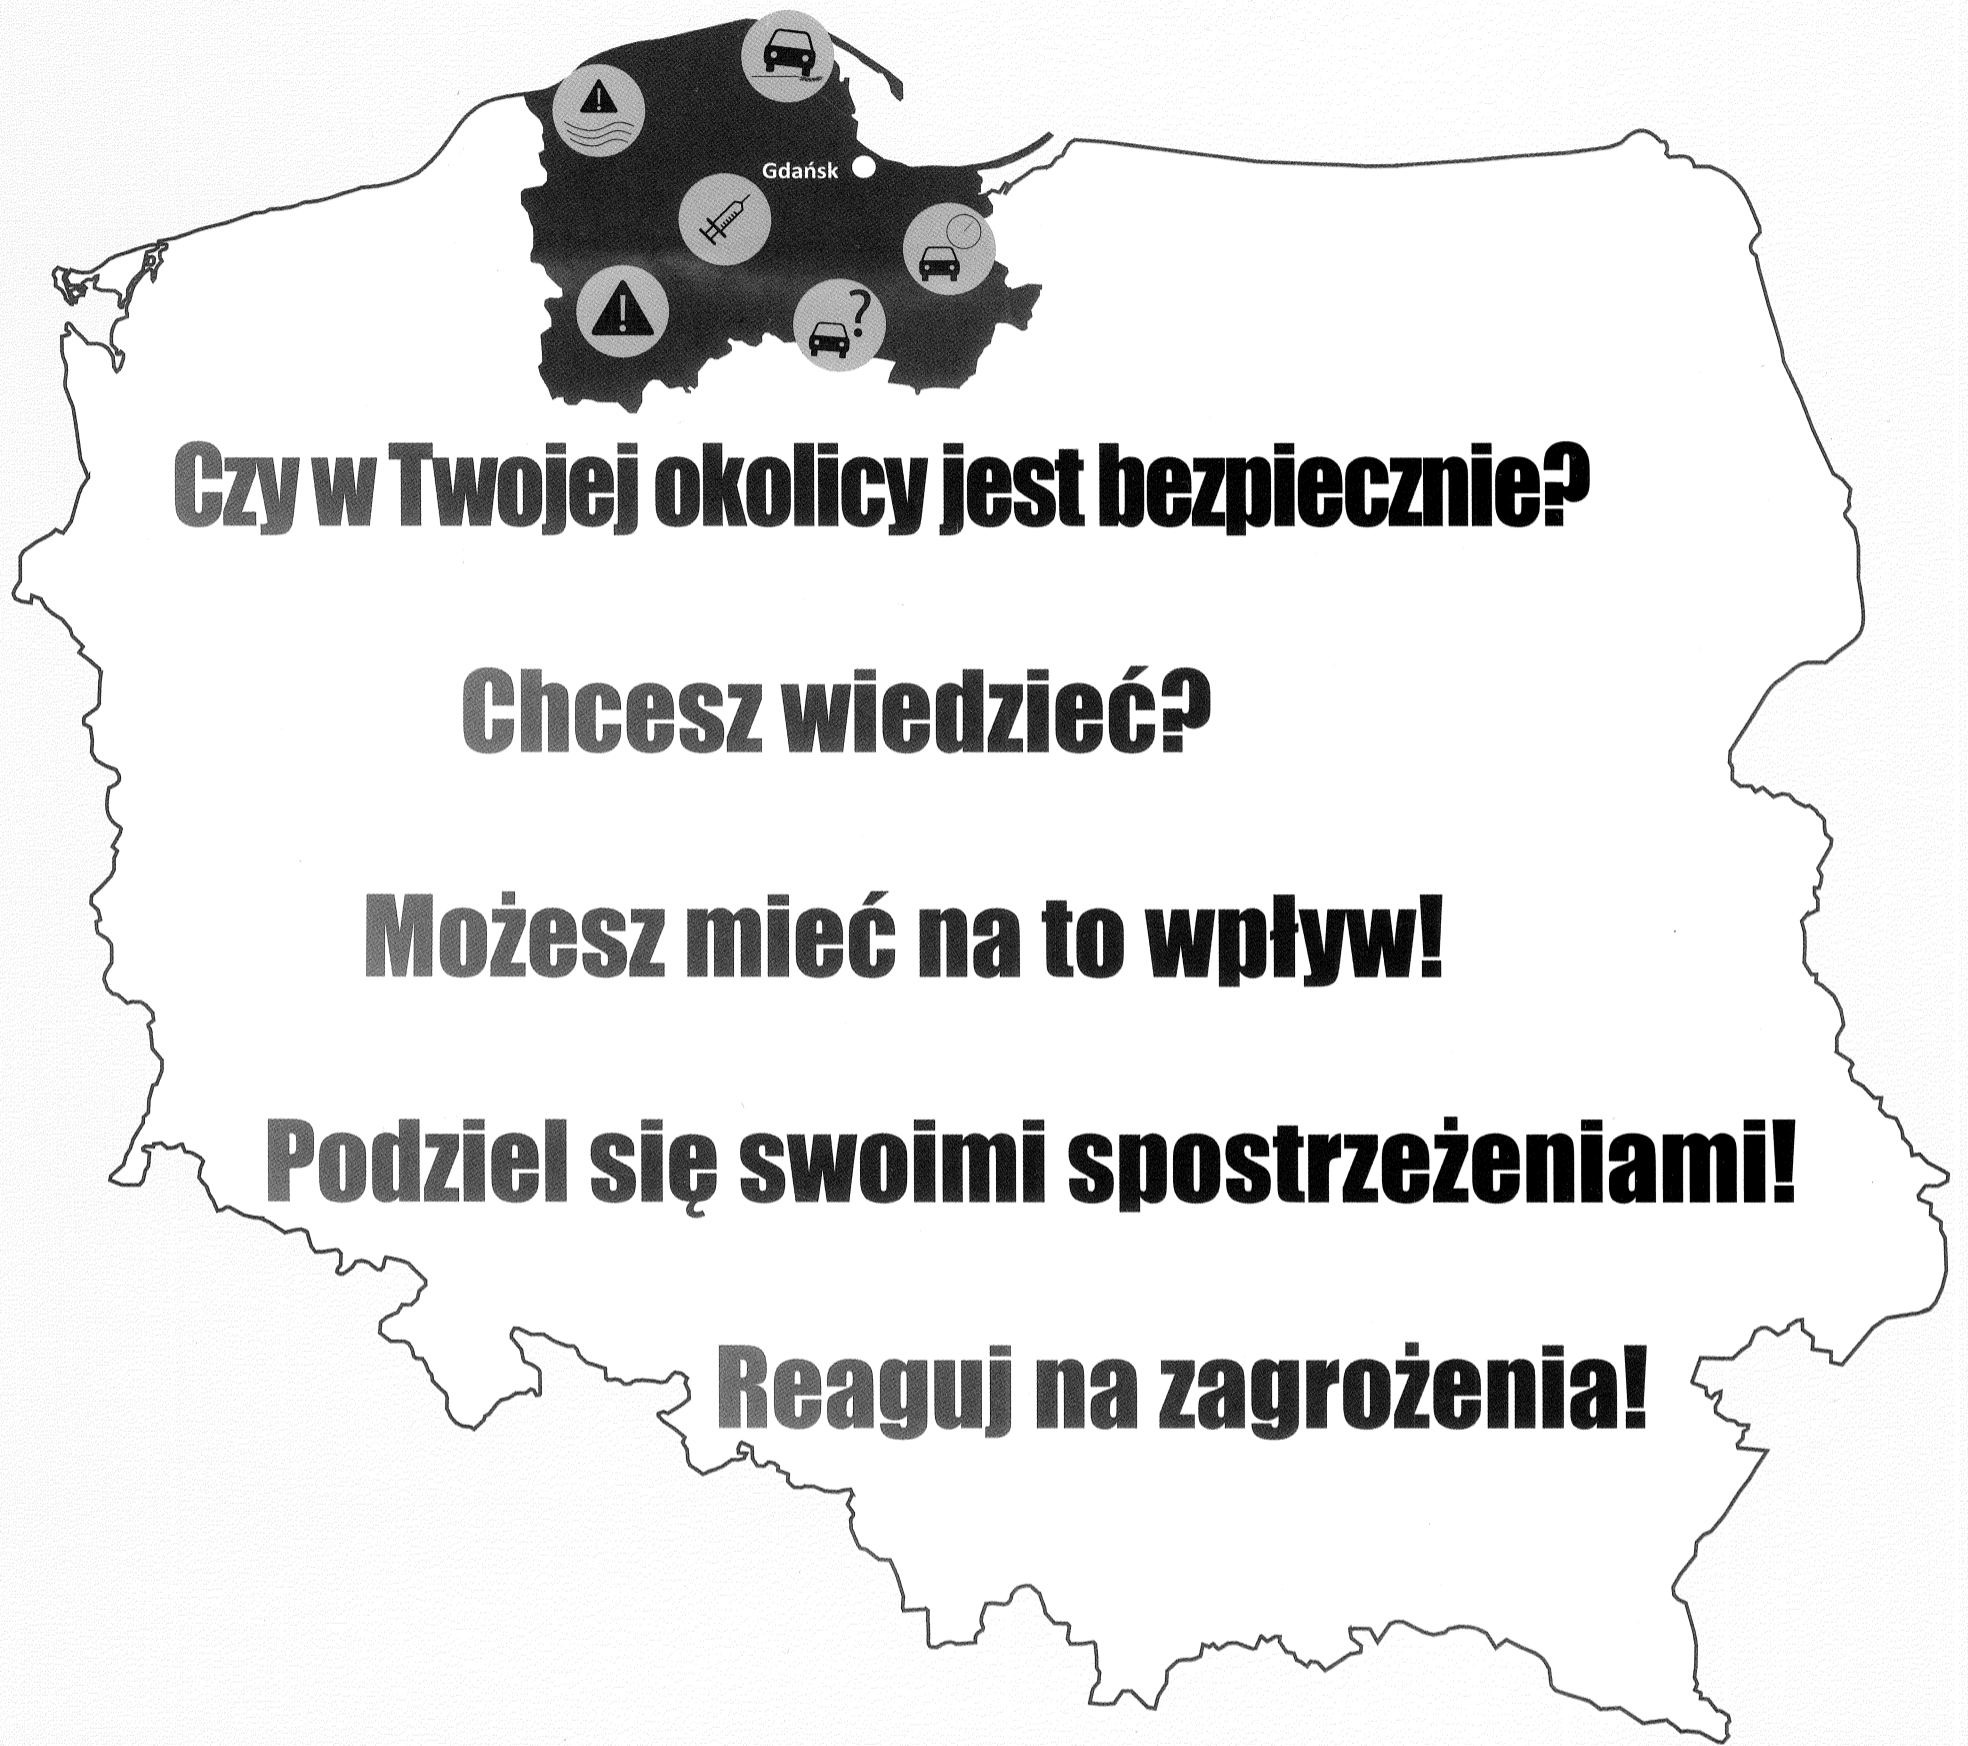 Gdańsk
Czy w Twojej okolicy jest bezpiecznie?
Chcesz wiedzieć?
Możesz mieć na to wpływ!
Podziel się swoimi spostrzeżeniami!
Reaguj na zagrożenia!